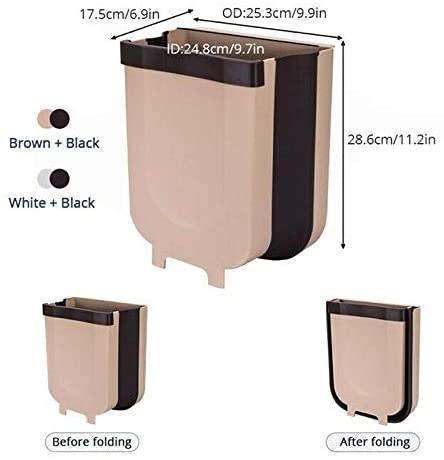 17.5cm/6.9in
OD:25.3cm/9.9in
ID:24.8cm/9.7in
28.6cm/11.2in
Brown + Black
White + Black
Before folding
After folding